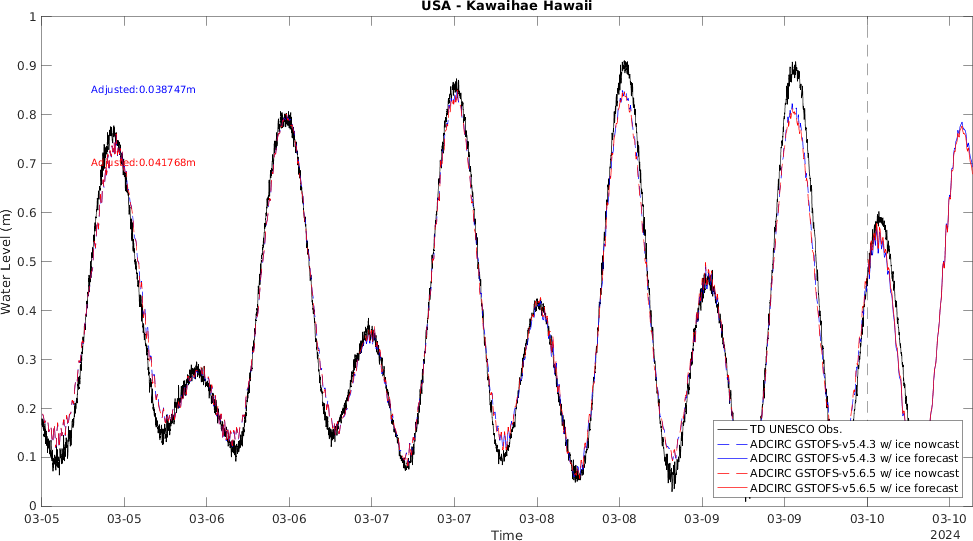 USA - Kawaihae Hawaii
1
0.9
0.8
0.7
0.6
0.5
0.4
0.3
0.2
0.1
0
Water Level (m)
Adjusted:0.038747m
Adjusted:0.041768m
TD UNESCO Obs.
ADCIRC GSTOFS-v5.4.3 w/ ice nowcast
ADCIRC GSTOFS-v5.4.3 w/ ice forecast
ADCIRC GSTOFS-v5.6.5 w/ ice nowcast
ADCIRC GSTOFS-v5.6.5 w/ ice forecast
03-05 03-05 03-06 03-06 03-07 03-07 03-08 03-08 03-09 03-09 03-10 03-10
2024
Time